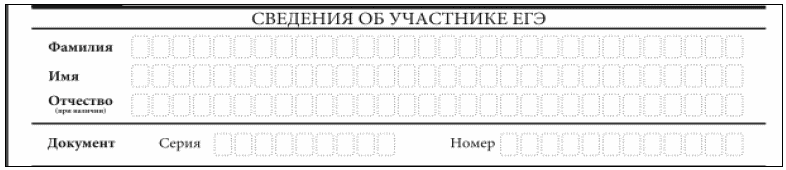 СВЕДЕНИЯ ОБ УЧАСТНИКЕ ЕГЭ
Фамилия
Имя
Отчество
(при наличии)
Документ Серия Номер